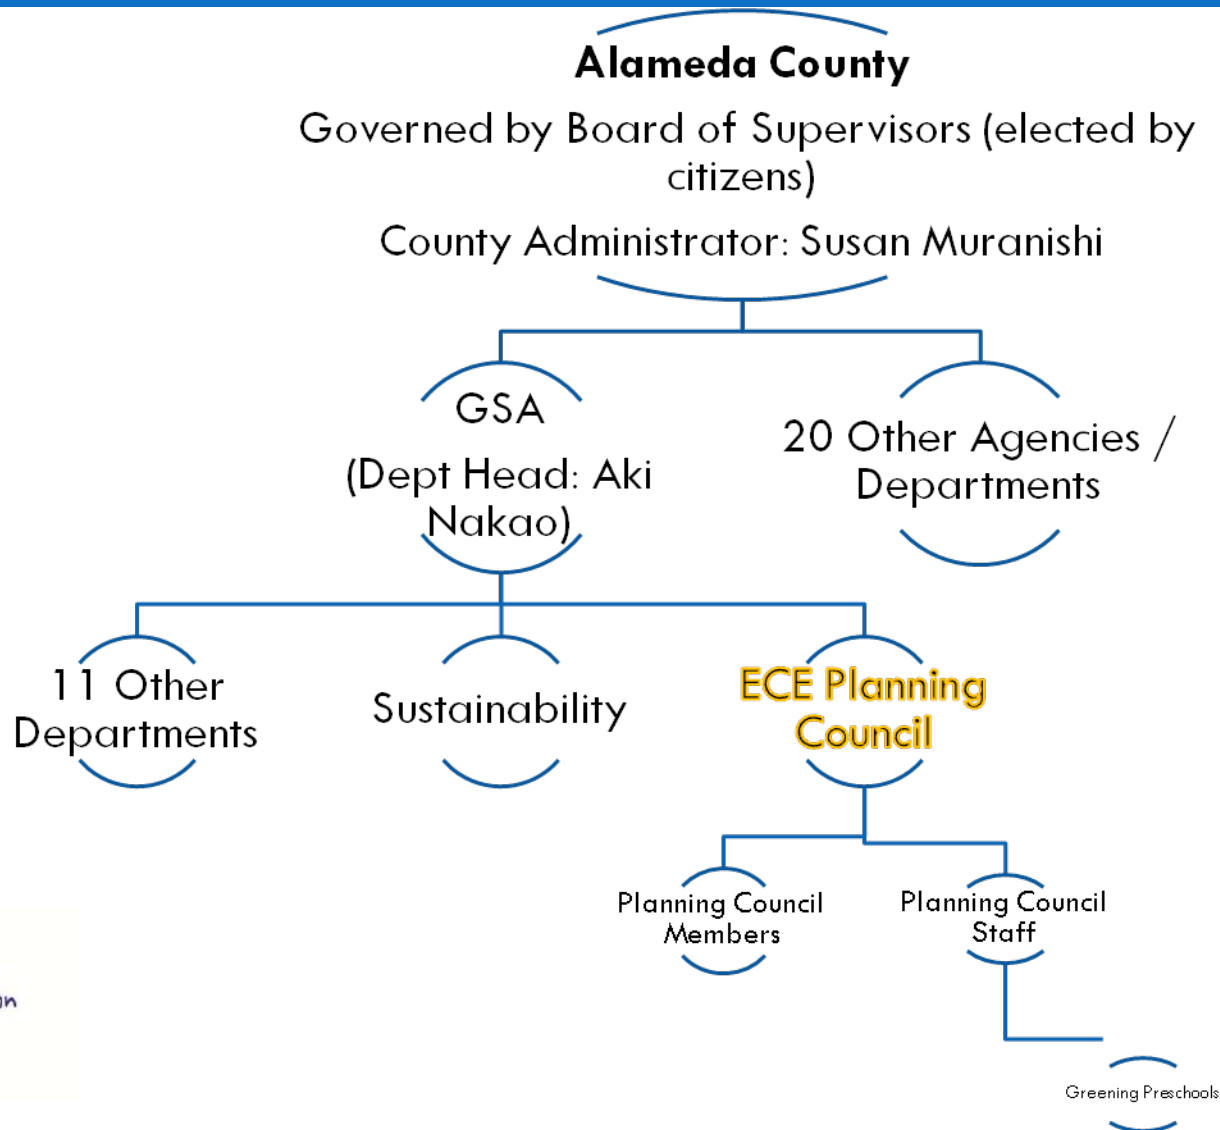 Alameda County
Governed by Board of Supervisors (elected by
citizens)
County Administrator: Susan Muranishi
GSA
(Dept Head: Aki
Nakao)
20 Other Agencies /
Departments
11 Other
Departments
Sustainability
ECE Planning
Council
Planning Council
Members
Planning Council
Staff
Greening Preschools